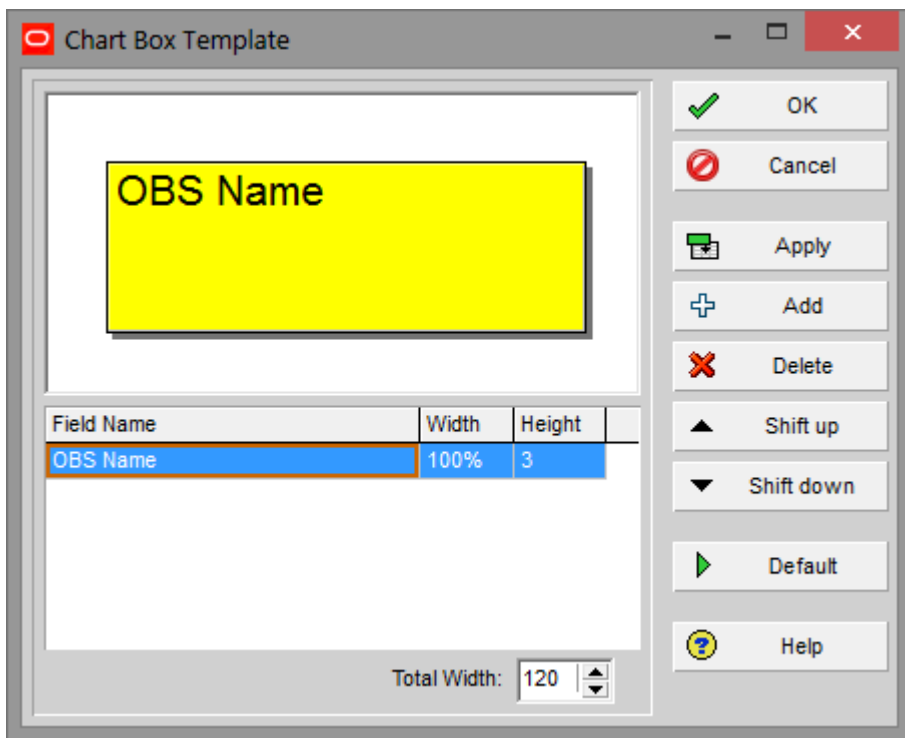 Chart Box Template
OBS Name
Field Name Width Height
OBS Name 100% 3
Total Width: 120
OK
Cancel
Apply
Add
Delete
Shift up
Shift down
Default
Help